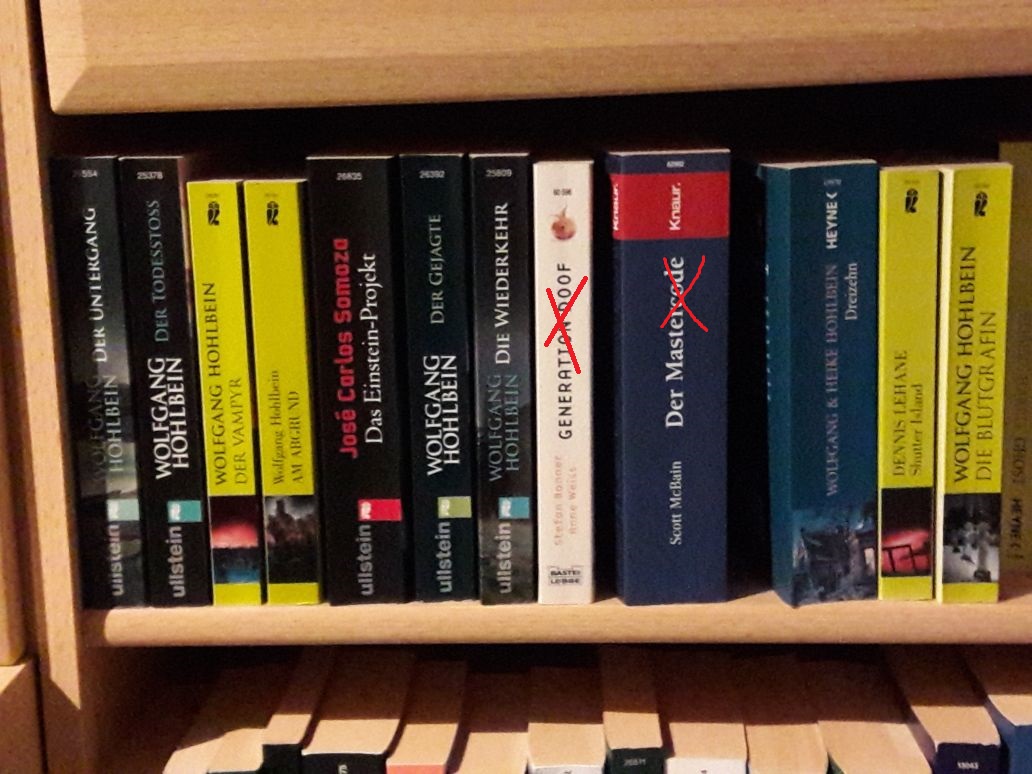 WOLFGANG HOHLBEIN DER UNTERGANG
ullstein
25378
WOLFGANG HOHLBEIN DER TODESSTOSS
ullstein
WOLFGANG HOHLBEIN
DER VAMPYR
Wolfgang Hohlbein
AM ABGRUND
26835
José Carlos Somoza
Das Einstein-Projekt
ullstein
26392
WOLFGANG HOHLBEIN DER GEJAGTE
ullstein
25809
WOLFGANG HOHLBEIN DIE WIEDERKEHR
ullstein
GENERATION DOOF
Stefan Bonner
Anne Weiss
BASTEI
LÜBBE
Knaur.
Knaur.
Scott McBain Der Mastercode
HEYNE <
WOLFGANG & HEIKE HOHLBEIN
Dreizehn
DENNIS LEHANE
Shutter Island
WOLFGANG HOHLBEIN
DIE BLUTGRÄFIN
HEYNE <